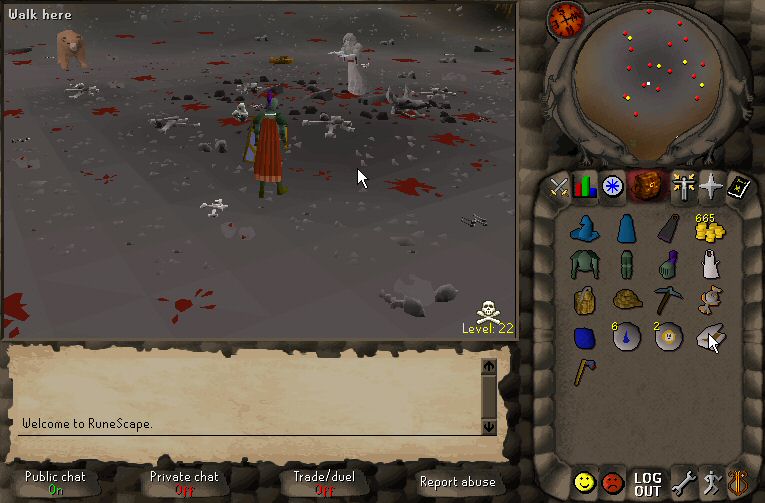 Walk here
665
Level: 22
6
2
Welcome to RuneScape.
Public chat
On
Private chat
Off
Trade/duel
Off
Report abuse
LOG
OUT